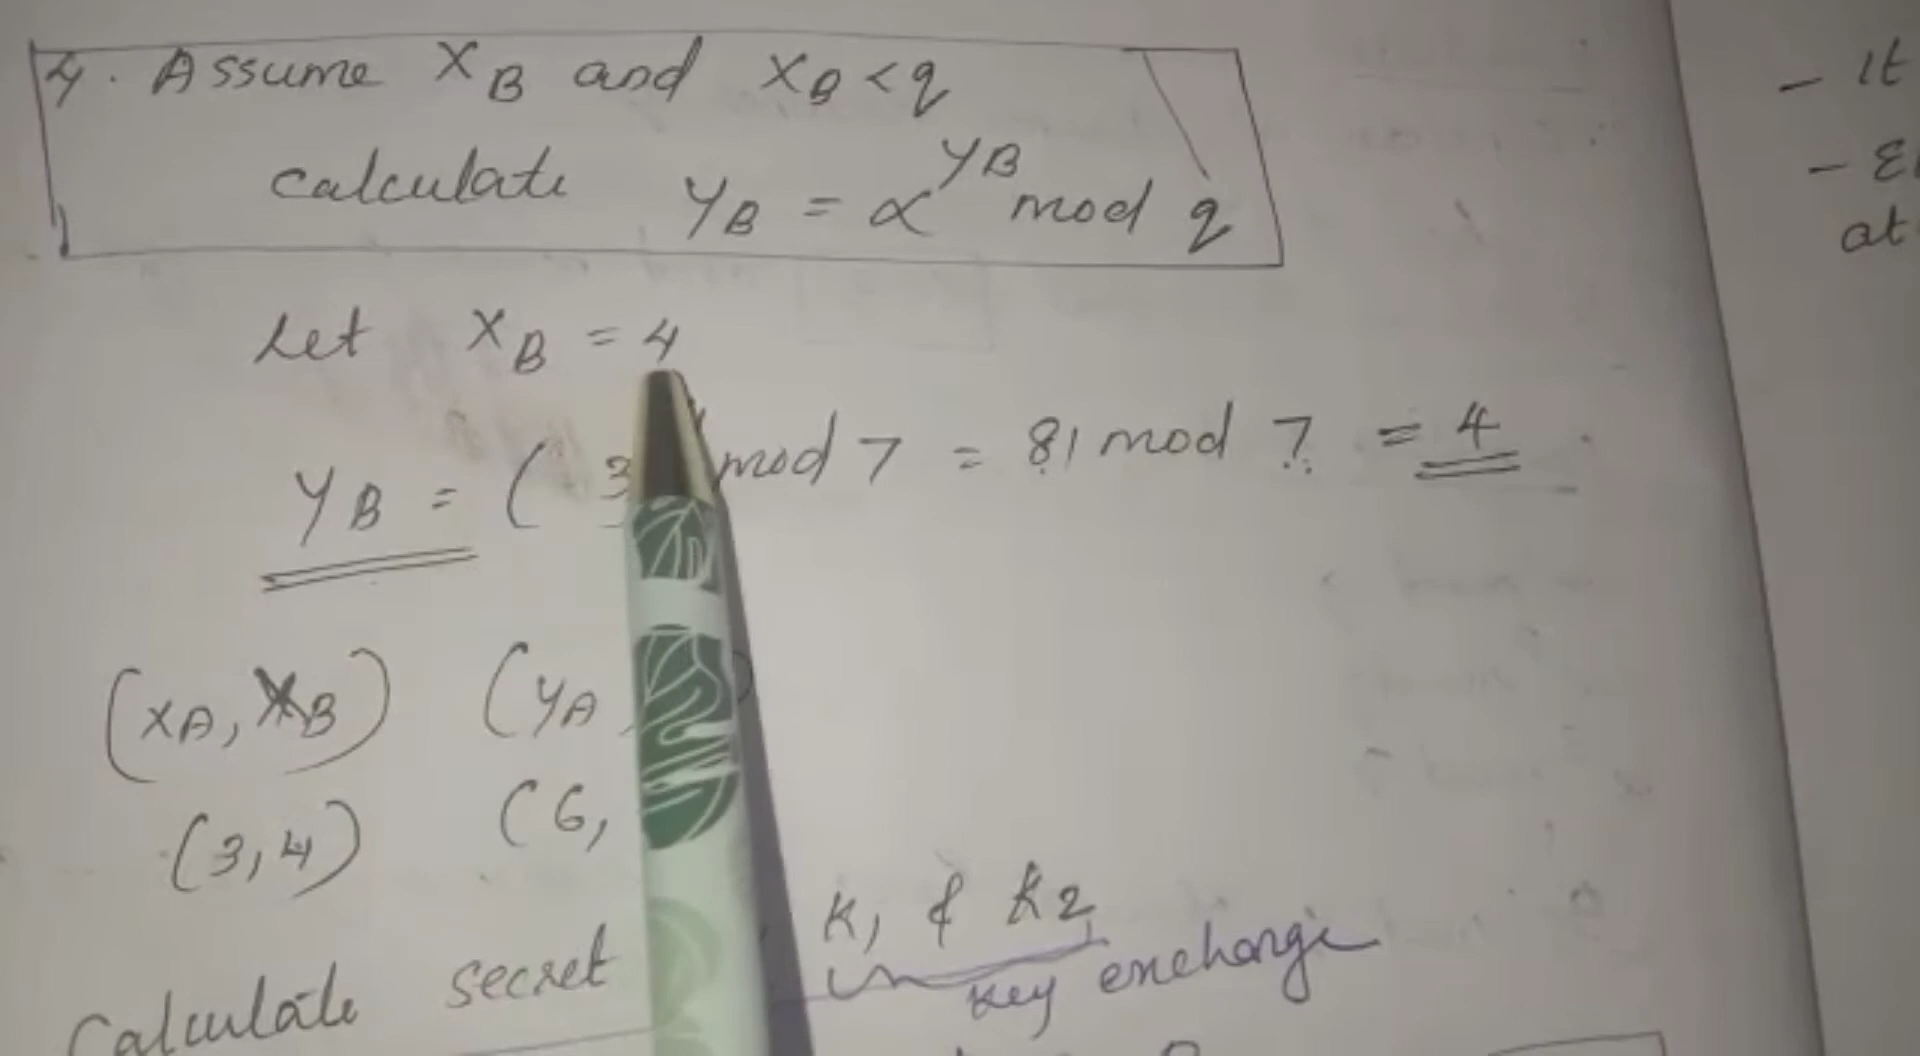 4. Assume XB and XB < q
calculate YB = α^YB mod q
Let XB = 4
YB = (3 mod 7 = 81 mod 7 = 4
(XA, XB) (YA
(3,4) (6,
Calculate secret K1 & K2
key exchange
- It
at